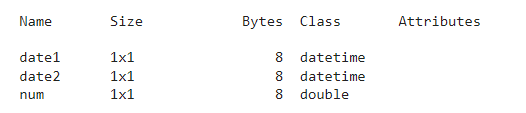 Name Size Bytes Class Attributes
date1 1x1 8 datetime
date2 1x1 8 datetime
num 1x1 8 double